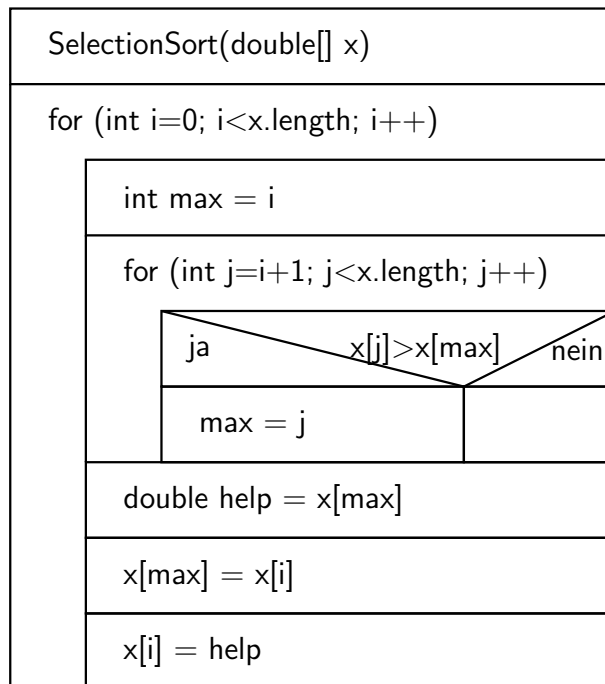 SelectionSort(double[] x)
for (int i=0; i<x.length; i++)
int max = i
for (int j=i+1; j<x.length; j++)
ja x[j]>x[max] nein
max = j
double help = x[max]
x[max] = x[i]
x[i] = help